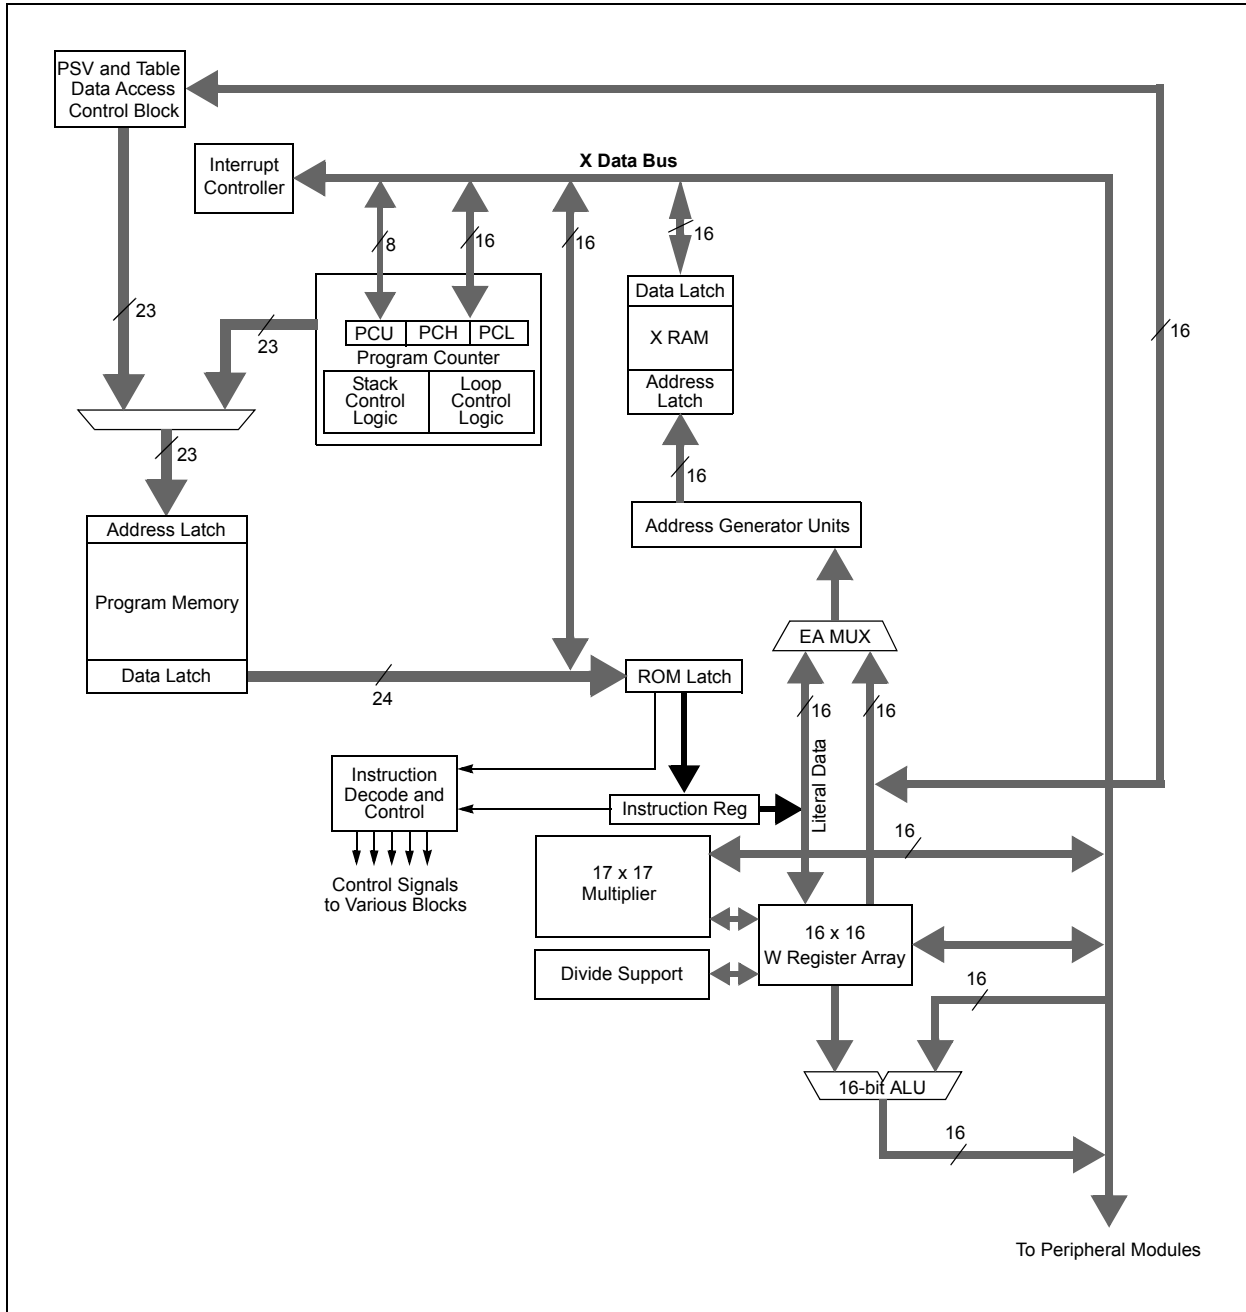 PSV and Table
Data Access
Control Block
Interrupt
Controller
X Data Bus
8
16
16
16
23
23
16
Data Latch
X RAM
Address
Latch
PCU
PCH
PCL
Program Counter
Stack
Control
Logic
Loop
Control
Logic
23
16
Address Latch
Program Memory
Data Latch
24
Address Generator Units
EA MUX
ROM Latch
16
16
Literal Data
Instruction
Decode and
Control
Instruction Reg
Control Signals
to Various Blocks
17 x 17
Multiplier
16
16 x 16
W Register Array
Divide Support
16
16-bit ALU
16
To Peripheral Modules